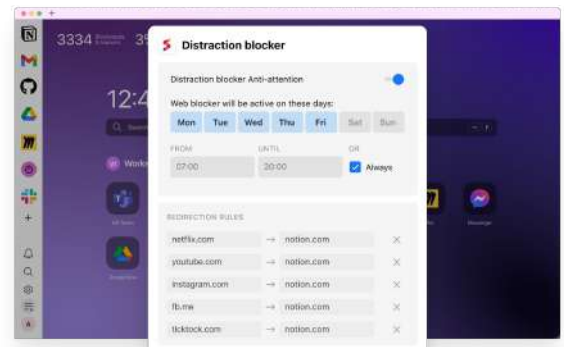 3334
Distraction blocker
Distraction blocker Anti-attention
Web blocker will be active on these days:
Mon Tue Wed Thu Fri Sat Sun
FROM UNTIL OR
07:00 20:00 Always
REDIRECTION RULES
netflix.com → notion.com ×
youtube.com → notion.com ×
instagram.com → notion.com ×
fb.me → notion.com ×
ticktock.com → notion.com ×
12:4
Messenger
A